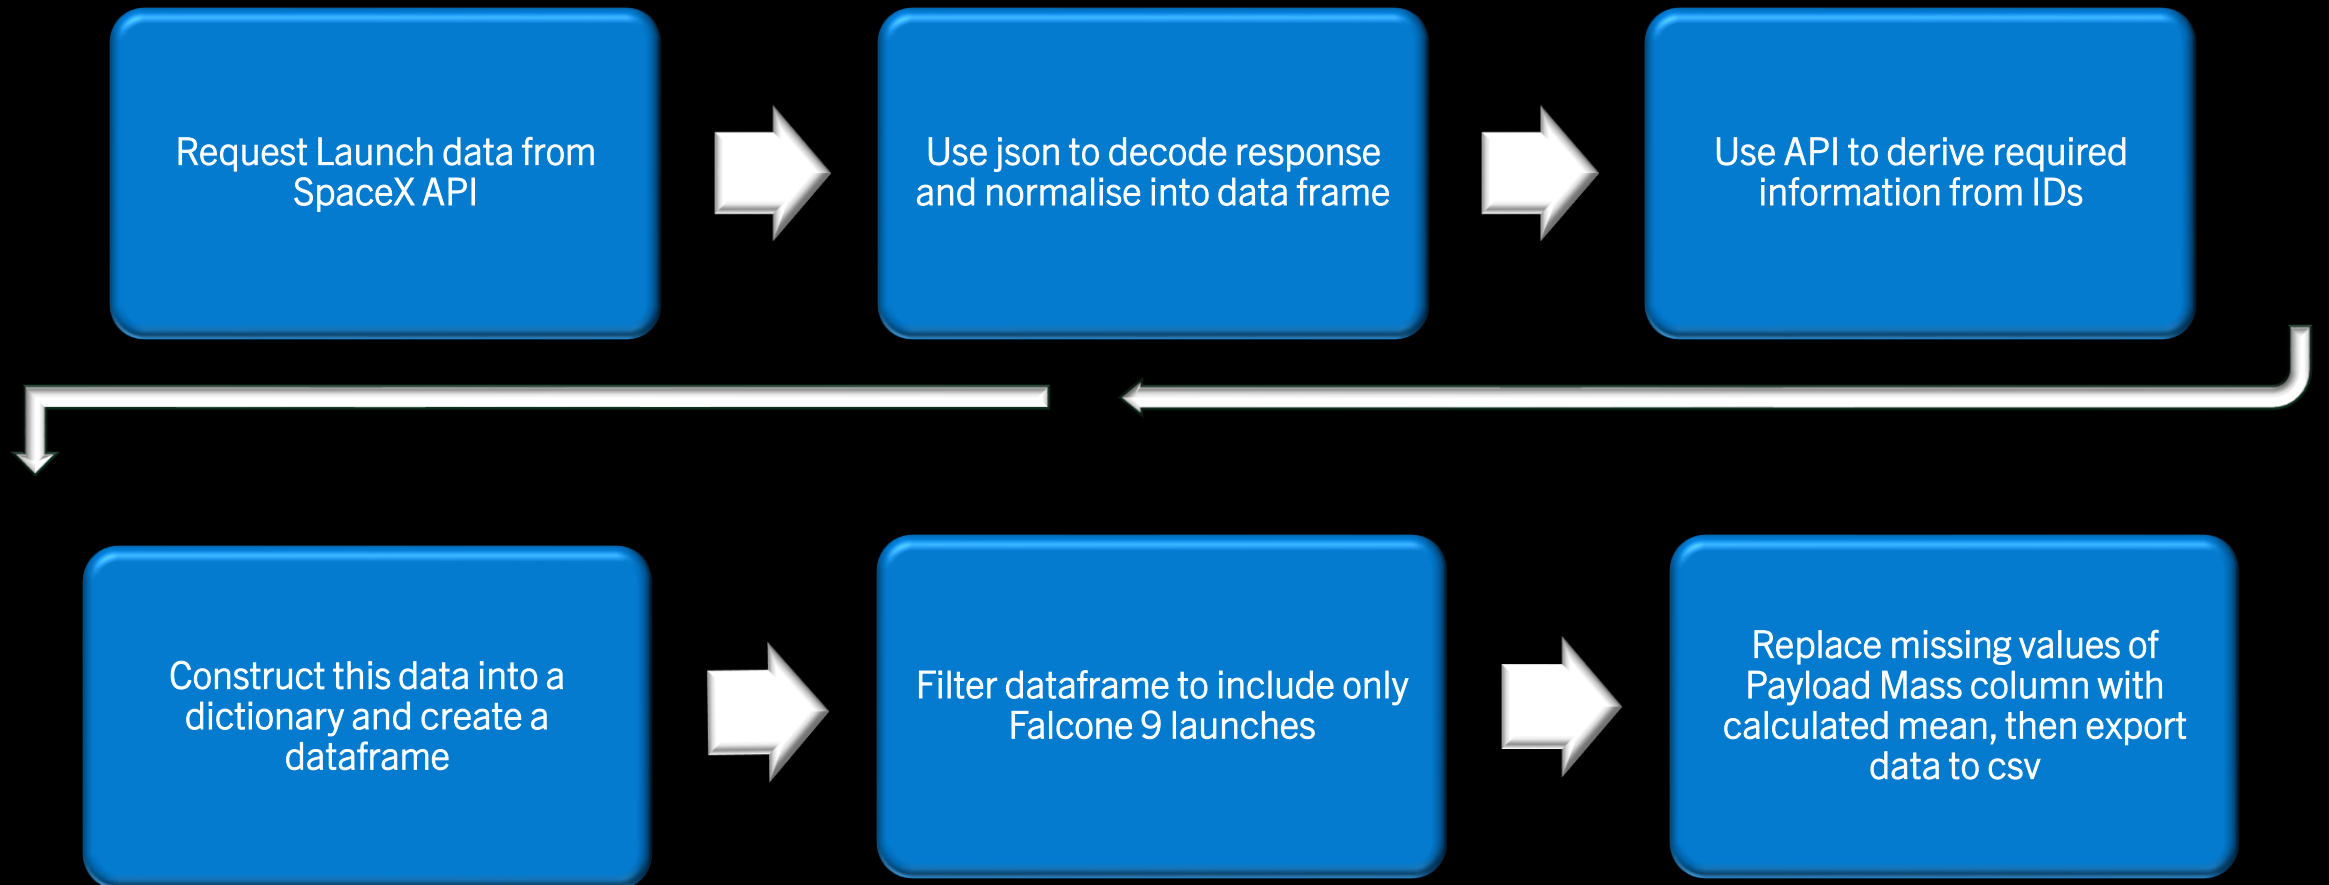 Request Launch data from
SpaceX API
Use json to decode response
and normalise into data frame
Use API to derive required
information from IDs
Construct this data into a
dictionary and create a
dataframe
Filter dataframe to include only
Falcone 9 launches
Replace missing values of
Payload Mass column with
calculated mean, then export
data to csv